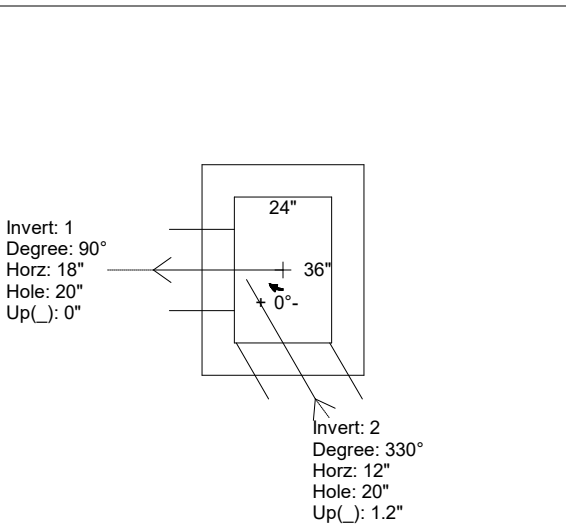 24"
Invert: 1
Degree: 90°
Horz: 18"
Hole: 20"
Up(_): 0"
36"
+ 0°-
Invert: 2
Degree: 330°
Horz: 12"
Hole: 20"
Up(_): 1.2"